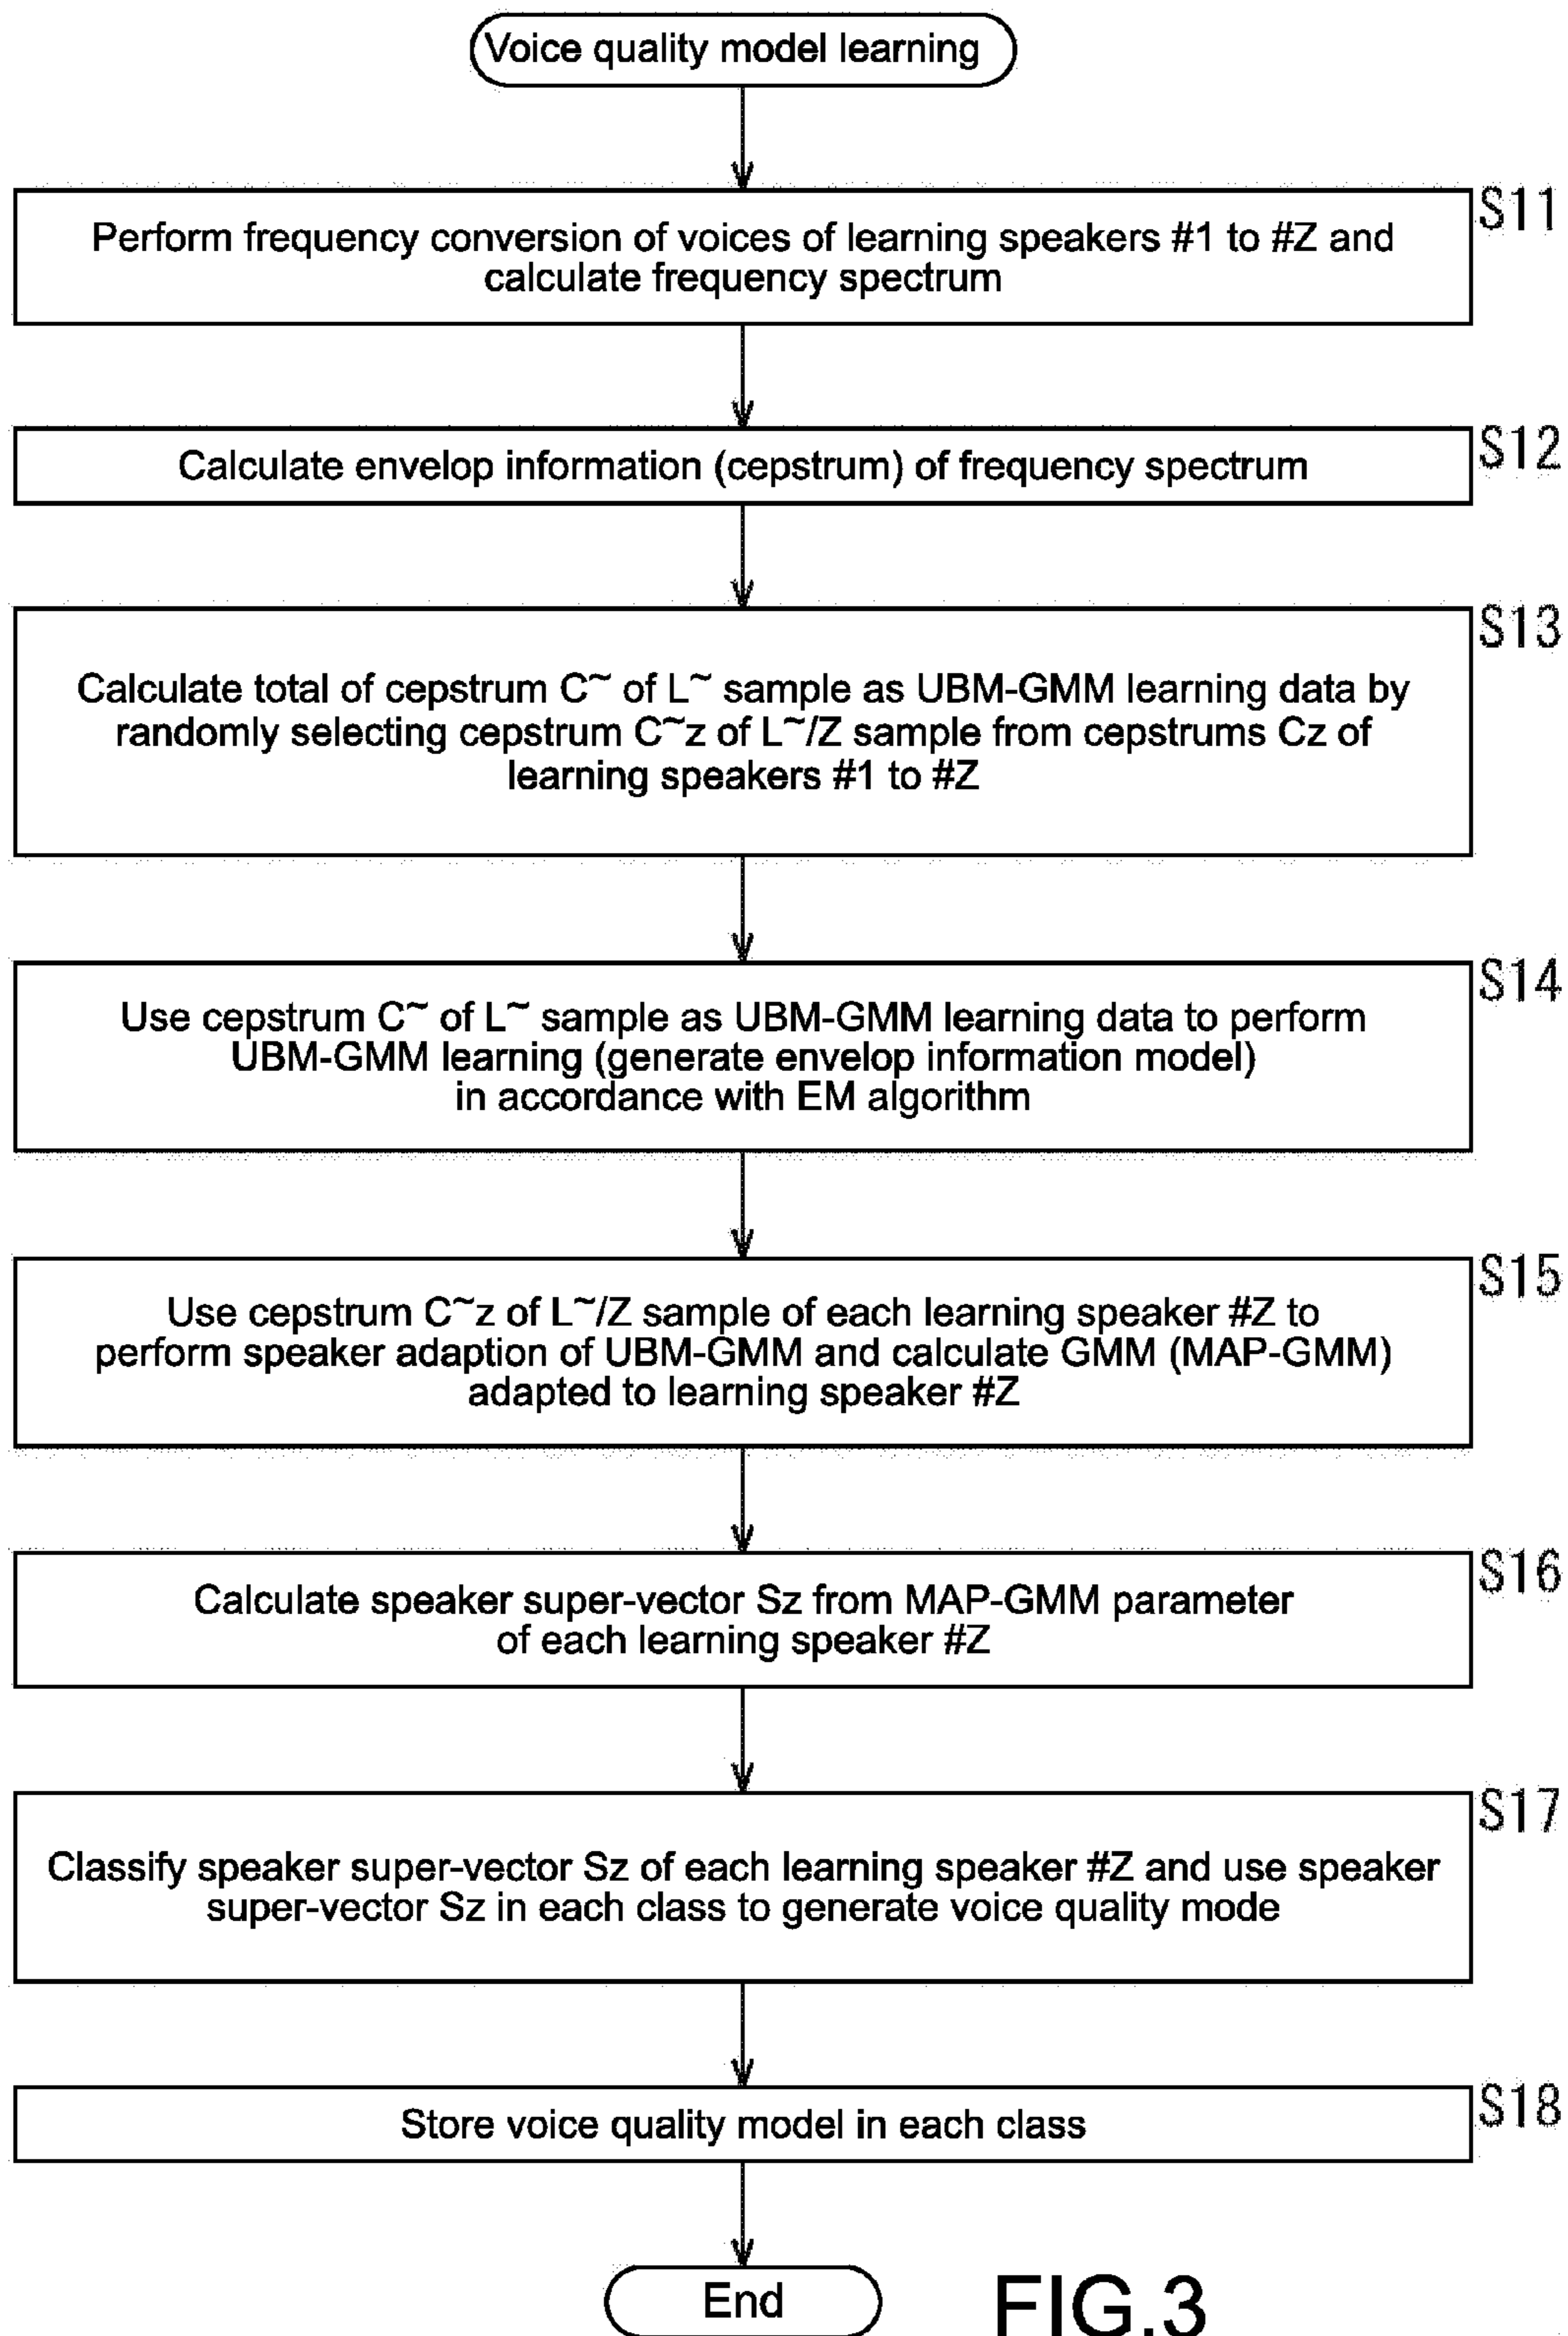 Voice quality model learning
S11
Perform frequency conversion of voices of learning speakers #1 to #Z and
calculate frequency spectrum
S12
Calculate envelop information (cepstrum) of frequency spectrum
S13
Calculate total of cepstrum C~ of L~ sample as UBM-GMM learning data by
randomly selecting cepstrum C~z of L~/Z sample from cepstrums Cz of
learning speakers #1 to #Z
S14
Use cepstrum C~ of L~ sample as UBM-GMM learning data to perform
UBM-GMM learning (generate envelop information model)
in accordance with EM algorithm
S15
Use cepstrum C~z of L~/Z sample of each learning speaker #Z to
perform speaker adaption of UBM-GMM and calculate GMM (MAP-GMM)
adapted to learning speaker #Z
S16
Calculate speaker super-vector Sz from MAP-GMM parameter
of each learning speaker #Z
S17
Classify speaker super-vector Sz of each learning speaker #Z and use speaker
super-vector Sz in each class to generate voice quality mode
S18
Store voice quality model in each class
End
FIG.3